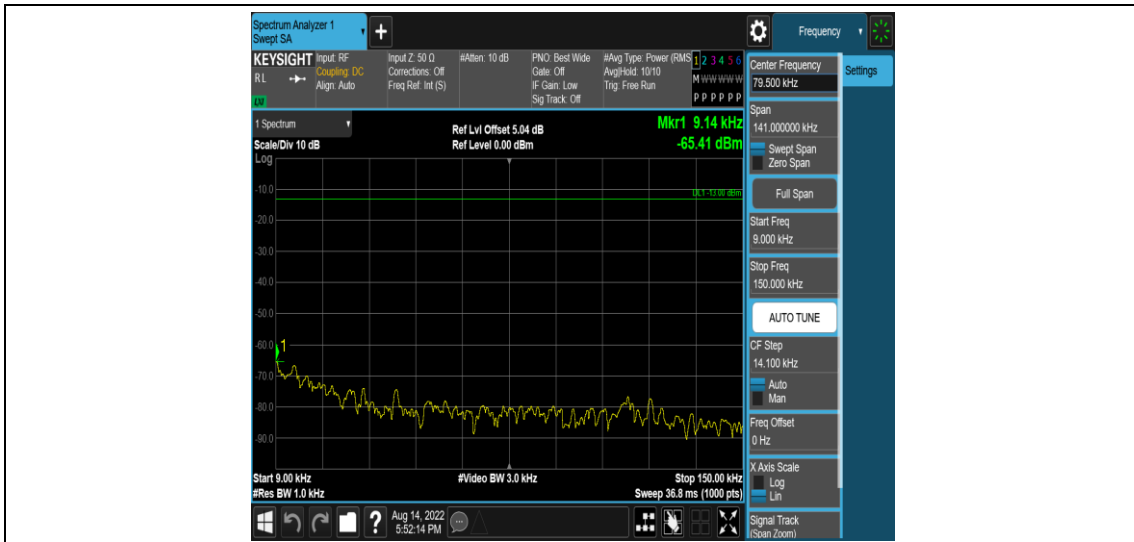 Spectrum Analyzer 1
Swept SA
+
Frequency
KEYSIGHT
RL
LXI
Input: RF
Coupling: DC
Align: Auto
Input Z: 50 Ω
Corrections: Off
Freq Ref: Int (S)
#Atten: 10 dB
PNO: Best Wide
Gate: Off
IF Gain: Low
Sig Track: Off
#Avg Type: Power (RMS
Avg|Hold: 10/10
Trig: Free Run
1 2 3 4 5 6
M W W W W W
P P P P P P
1 Spectrum
Scale/Div 10 dB
Log
Ref Lvl Offset 5.04 dB
Ref Level 0.00 dBm
Mkr1 9.14 kHz
-65.41 dBm
DL1 -13.00 dBm
-10.0
-20.0
-30.0
-40.0
-50.0
-60.0
-70.0
-80.0
-90.0
1
Start 9.00 kHz
#Res BW 1.0 kHz
#Video BW 3.0 kHz
Stop 150.00 kHz
Sweep 36.8 ms (1000 pts)
Center Frequency
79.500 kHz
Settings
Span
141.000000 kHz
Swept Span
Zero Span
Full Span
Start Freq
9.000 kHz
Stop Freq
150.000 kHz
AUTO TUNE
CF Step
14.100 kHz
Auto
Man
Freq Offset
0 Hz
X Axis Scale
Log
Lin
Signal Track
(Span Zoom)
?
Aug 14, 2022
5:52:14 PM